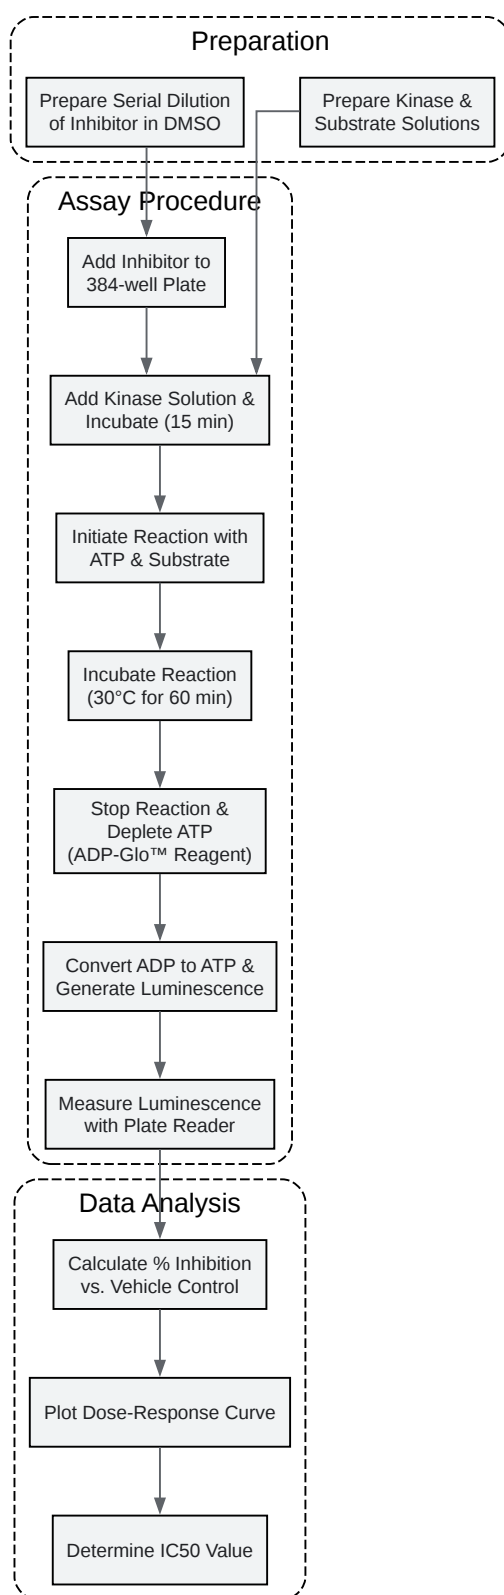 Preparation
Prepare Serial Dilution
of Inhibitor in DMSO
Prepare Kinase &
Substrate Solutions
Assay Procedure
Add Inhibitor to
384-well Plate
Add Kinase Solution &
Incubate (15 min)
Initiate Reaction with
ATP & Substrate
Incubate Reaction
(30°C for 60 min)
Stop Reaction &
Deplete ATP
(ADP-Glo™ Reagent)
Convert ADP to ATP &
Generate Luminescence
Measure Luminescence
with Plate Reader
Data Analysis
Calculate % Inhibition
vs. Vehicle Control
Plot Dose-Response Curve
Determine IC50 Value